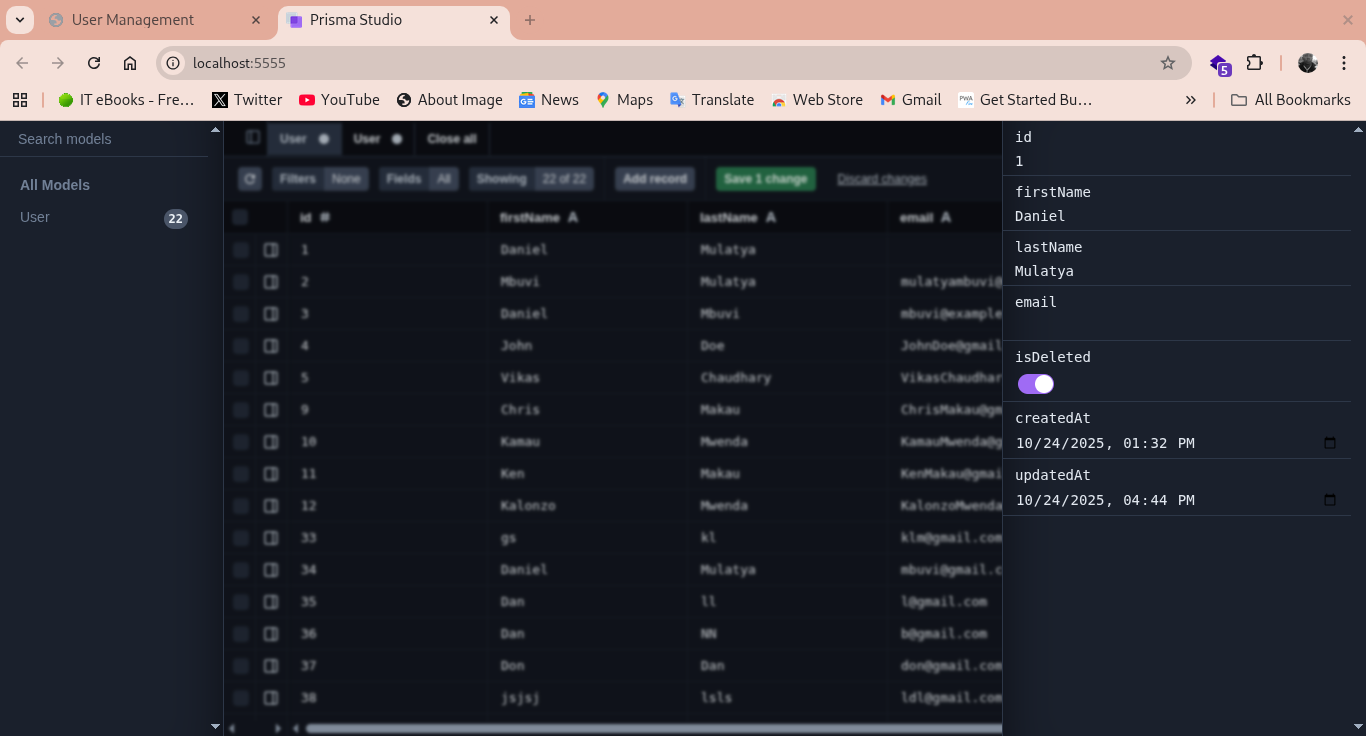 User Management
Prisma Studio
localhost:5555
5
IT eBooks - Fre…
Twitter
YouTube
About Image
News
Maps
Translate
Web Store
Gmail
PWA
Get Started Bu…
All Bookmarks
Search models
All Models
User 22
User
User
Close all
Filters None
Fields All
Showing 22 of 22
Add record
Save 1 change
Discard changes
id # firstName A lastName A email A
1 Daniel Mulatya
2 Mbuvi Mulatya mulatyambuvi@
3 Daniel Mbuvi mbuvi@example
4 John Doe JohnDoe@gmail
5 Vikas Chaudhary VikasChaudhar
9 Chris Makau ChrisMakau@gm
10 Kamau Mwenda KamauMwenda@g
11 Ken Makau KenMakau@gmai
12 Kalonzo Mwenda KalonzoMwenda
33 gs kl klm@gmail.com
34 Daniel Mulatya mbuvi@gmail.c
35 Dan ll l@gmail.com
36 Dan NN b@gmail.com
37 Don Dan don@gmail.com
38 jsjsj lsls ldl@gmail.com
id
1
firstName
Daniel
lastName
Mulatya
email
isDeleted
createdAt
10/24/2025, 01:32 PM
updatedAt
10/24/2025, 04:44 PM